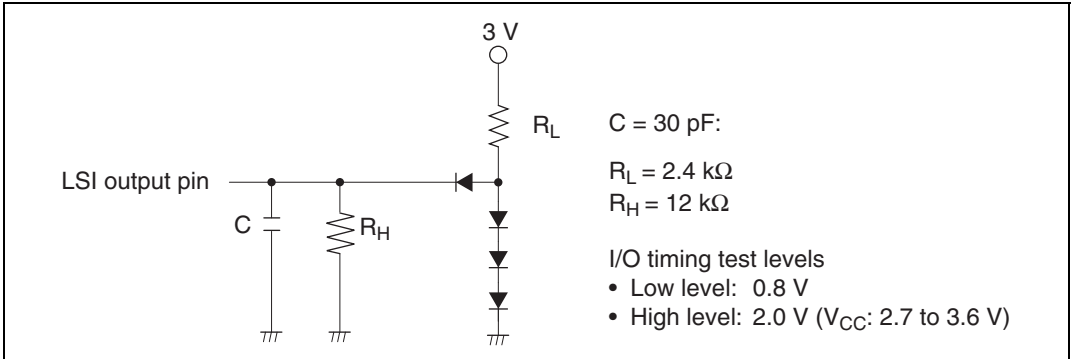 3 V
R_L
C = 30 pF:
R_L = 2.4 kΩ
R_H = 12 kΩ
LSI output pin
C
R_H
I/O timing test levels
• Low level: 0.8 V
• High level: 2.0 V (V_CC: 2.7 to 3.6 V)